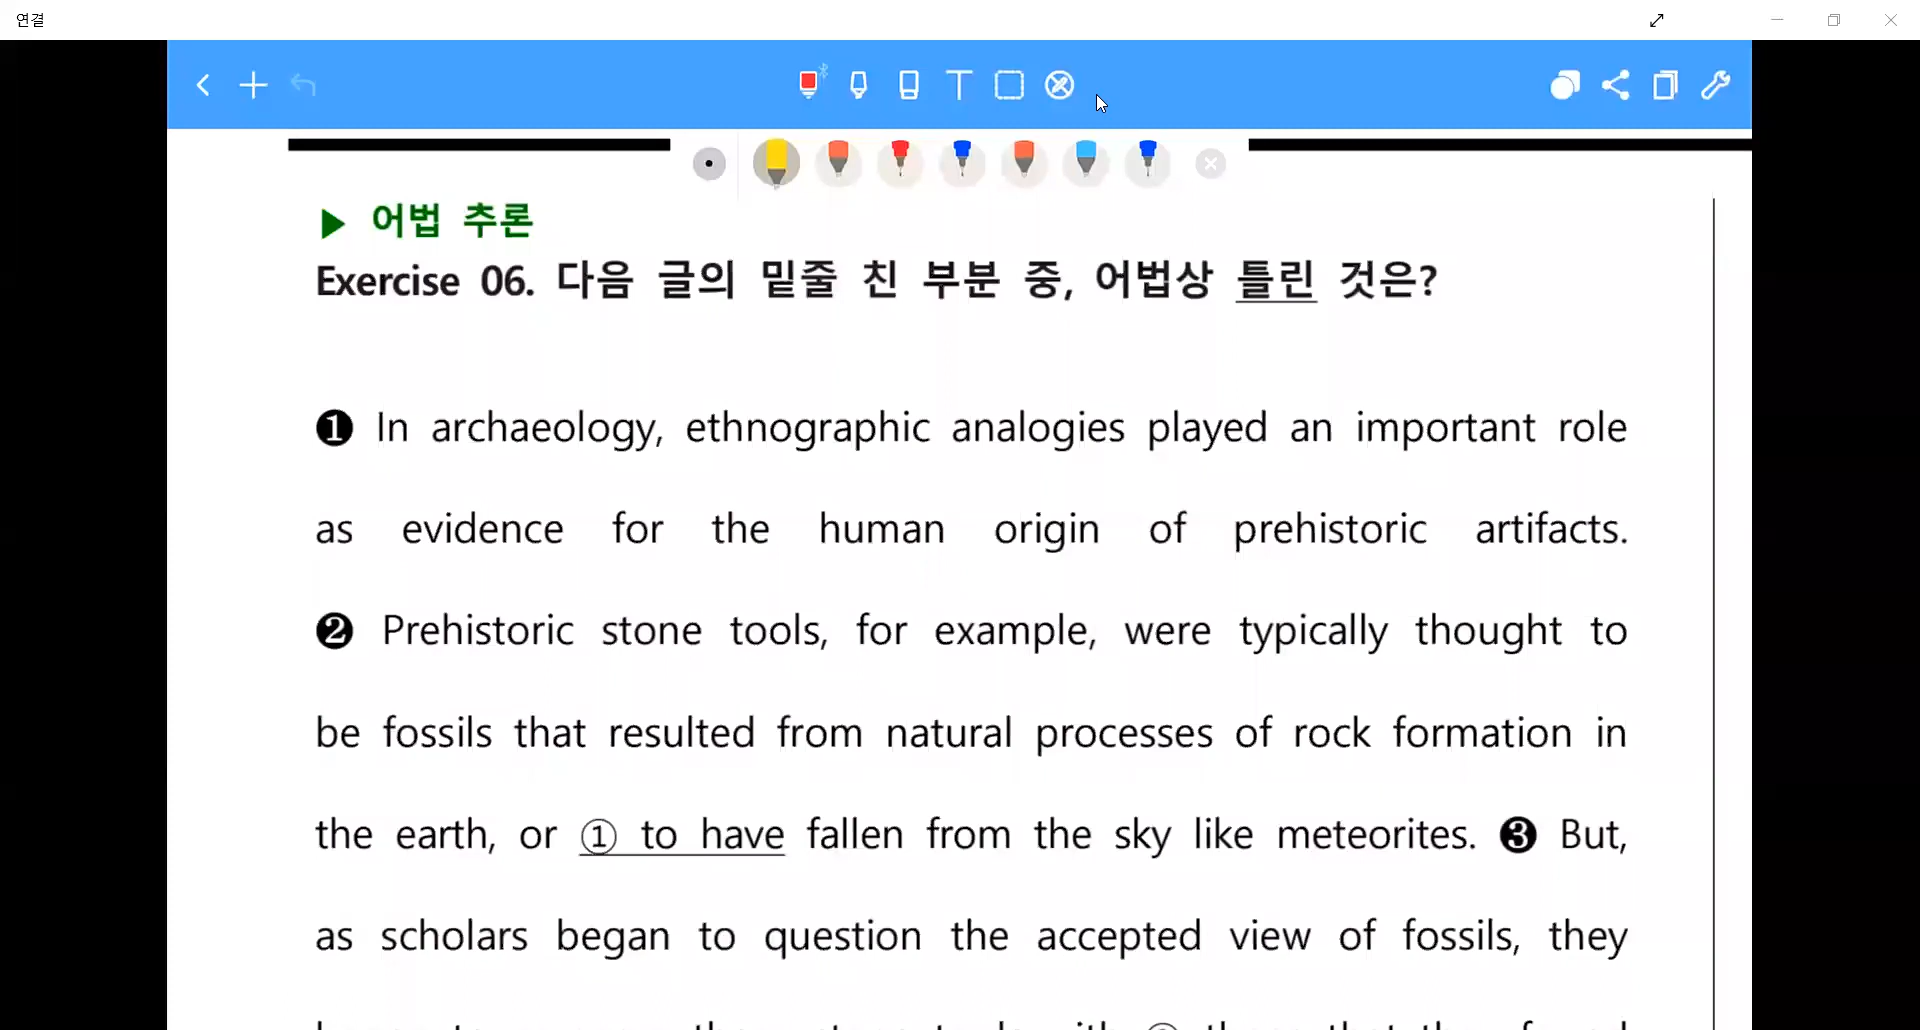 연결
▶ 어법 추론
Exercise 06. 다음 글의 밑줄 친 부분 중, 어법상 틀린 것은?
❶ In archaeology, ethnographic analogies played an important role
as evidence for the human origin of prehistoric artifacts.
❷ Prehistoric stone tools, for example, were typically thought to
be fossils that resulted from natural processes of rock formation in
the earth, or ① to have fallen from the sky like meteorites. ❸ But,
as scholars began to question the accepted view of fossils, they